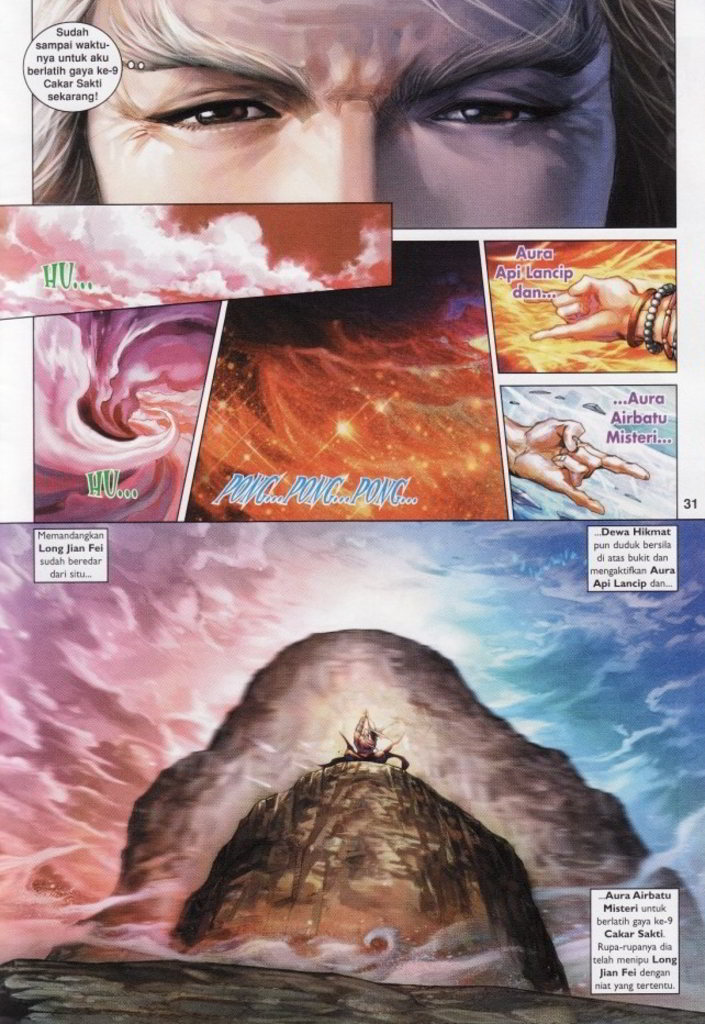 Sudah
sampai waktu-
nya untuk aku
berlatih gaya ke-9
Cakar Sakti
sekarang!
HU...
Aura
Api Lancip
dan...
HU...
PONG...PONG...PONG...
...Aura
Airbatu
Misteri...
31
Memandangkan
Long Jian Fei
sudah beredar
dari situ...
...Dewa Hikmat
pun duduk bersila
di atas bukit dan
mengaktifkan Aura
Api Lancip dan...
...Aura Airbatu
Misteri untuk
berlatih gaya ke-9
Cakar Sakti.
Rupa-rupanya dia
telah menipu Long
Jian Fei dengan
niat yang tertentu.